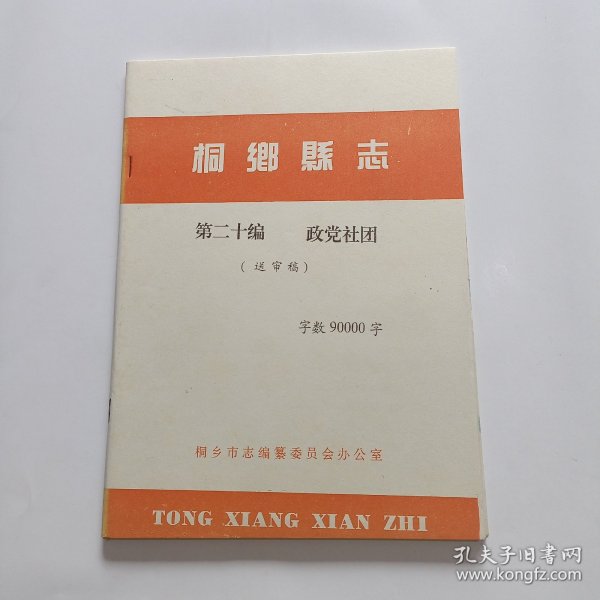 桐鄉縣志
第二十编 政党社团
(送审稿)
字数90000字
桐乡市志编纂委员会办公室
TONG XIANG XIAN ZHI
孔夫子旧书网
www.kongfz.com